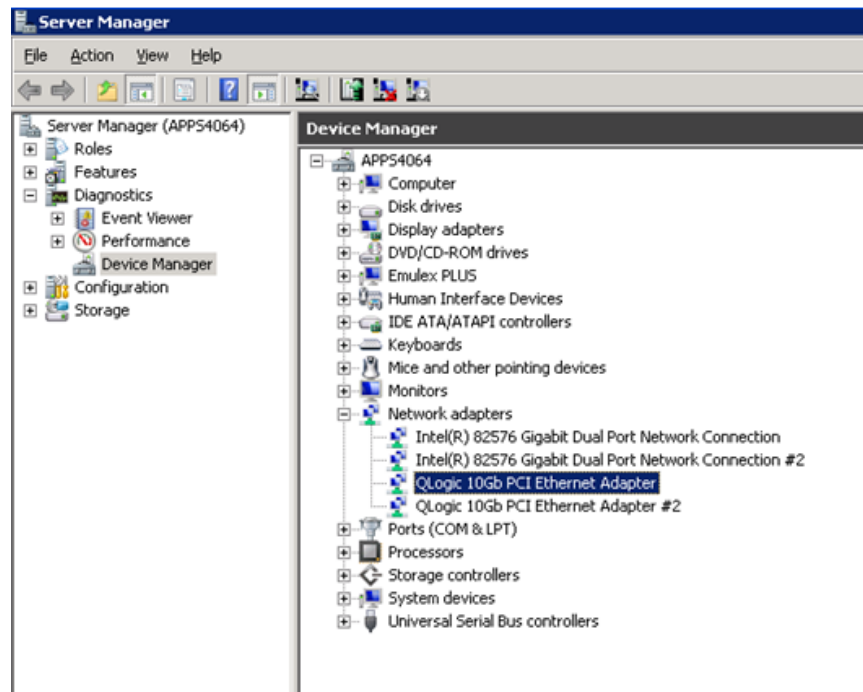 Server Manager
File Action View Help
Server Manager (APPS4064)
Roles
Features
Diagnostics
Event Viewer
Performance
Device Manager
Configuration
Storage
Device Manager
APPS4064
Computer
Disk drives
Display adapters
DVD/CD-ROM drives
Emulex PLUS
Human Interface Devices
IDE ATA/ATAPI controllers
Keyboards
Mice and other pointing devices
Monitors
Network adapters
Intel(R) 82576 Gigabit Dual Port Network Connection
Intel(R) 82576 Gigabit Dual Port Network Connection #2
QLogic 10Gb PCI Ethernet Adapter
QLogic 10Gb PCI Ethernet Adapter #2
Ports (COM & LPT)
Processors
Storage controllers
System devices
Universal Serial Bus controllers